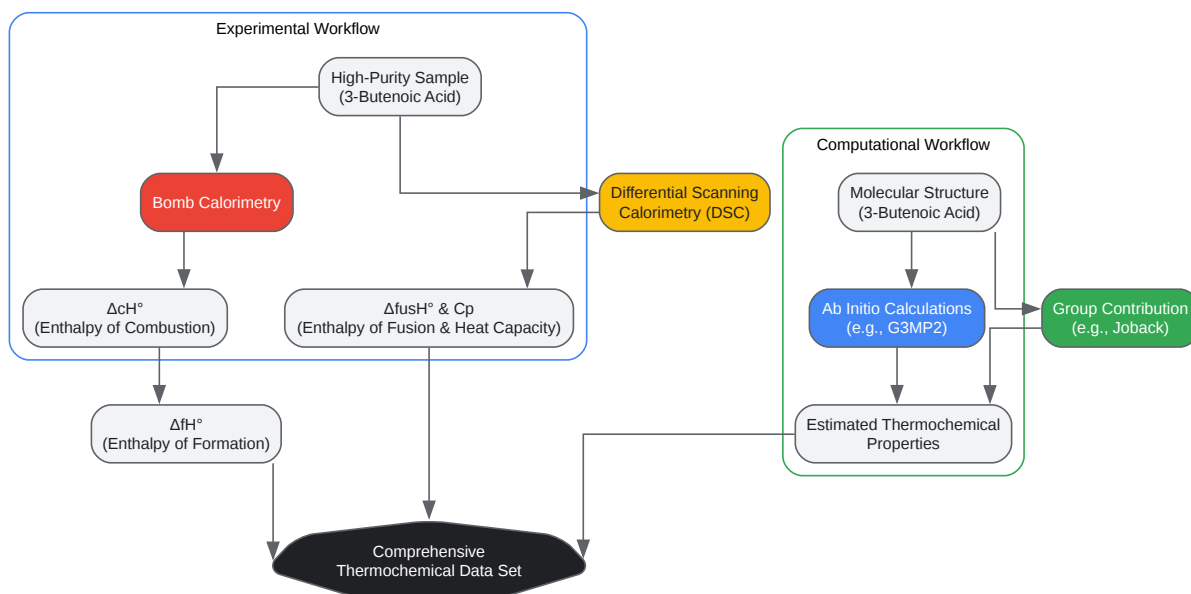 Experimental Workflow
High-Purity Sample
(3-Butenoic Acid)
Computational Workflow
Bomb Calorimetry
Differential Scanning
Calorimetry (DSC)
Molecular Structure
(3-Butenoic Acid)
ΔcH°
(Enthalpy of Combustion)
ΔfusH° & Cp
(Enthalpy of Fusion & Heat Capacity)
Ab Initio Calculations
(e.g., G3MP2)
Group Contribution
(e.g., Joback)
ΔfH°
(Enthalpy of Formation)
Estimated Thermochemical
Properties
Comprehensive
Thermochemical Data Set